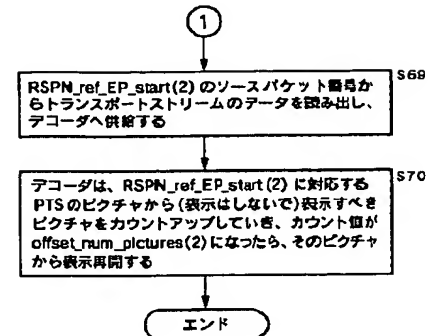 1
RSPN_ref_EP_start(2) のソースパケット番号か
S69
らトランスポートストリームのデータを読み出し、
デコーダへ供給する
デコーダは、RSPN_ref_EP_start(2) に対応する
S70
PTSのピクチャから(表示はしないで)表示すべき
ピクチャをカウントアップしていき、カウント値が
offset_num_pictures(2)になったら、そのピクチャ
から表示再開する
エンド